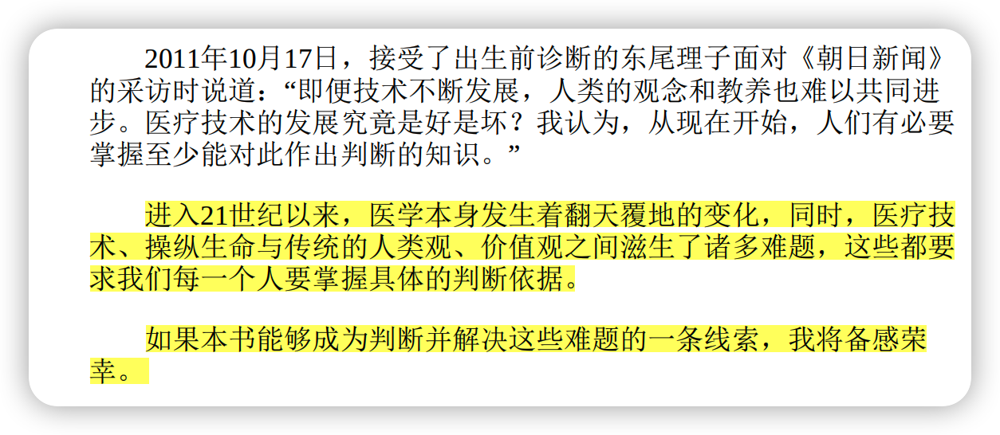 2011年10月17日，接受了出生前诊断的东尾理子面对《朝日新闻》
的采访时说道：“即便技术不断发展，人类的观念和教养也难以共同进
步。医疗技术的发展究竟是好是坏？我认为，从现在开始，人们有必要
掌握至少能对此作出判断的知识。”
进入21世纪以来，医学本身发生着翻天覆地的变化，同时，医疗技
术、操纵生命与传统的人类观、价值观之间滋生了诸多难题，这些都要
求我们每一个人要掌握具体的判断依据。
如果本书能够成为判断并解决这些难题的一条线索，我将备感荣
幸。